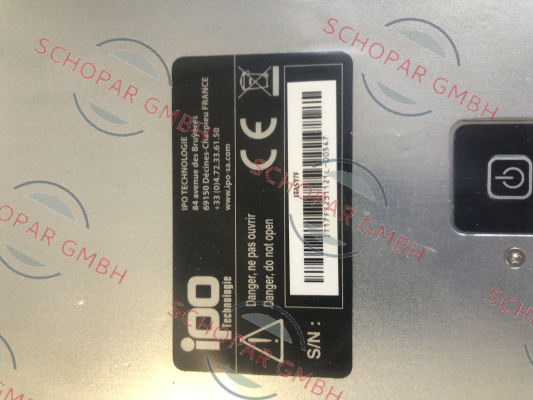 IPO TECHNOLOGIE
84 avenue des Bruyères
69150 Décines-Charpieu FRANCE
+33 (0)4.72.33.61.50
www.ipo-sa.com
CE
ipo
Technologie
Danger, ne pas ouvrir
Danger, do not open
S/N :
SCHOPAR GMBH
SCHOPAR GMBH
SCHOPAR GMBH
SCHOPAR GMBH
SCHOPAR GMBH
SCHOPAR GMBH